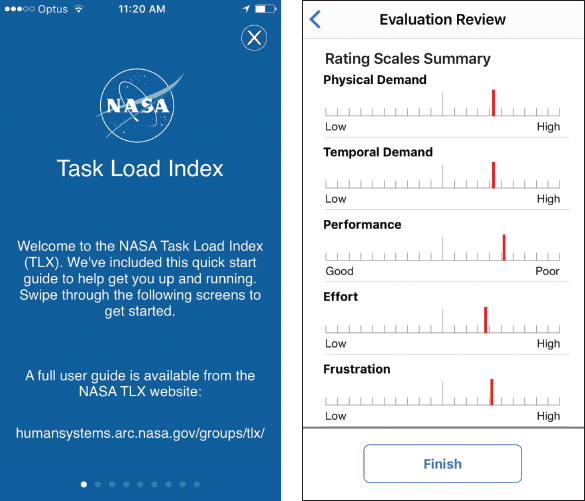 Optus 11:20 AM
NASA
Task Load Index
Welcome to the NASA Task Load Index
(TLX). We've included this quick start
guide to help get you up and running.
Swipe through the following screens to
get started.
A full user guide is available from the
NASA TLX website:
humansystems.arc.nasa.gov/groups/tlx/
Evaluation Review
Rating Scales Summary
Physical Demand
Low High
Temporal Demand
Low High
Performance
Good Poor
Effort
Low High
Frustration
Low High
Finish